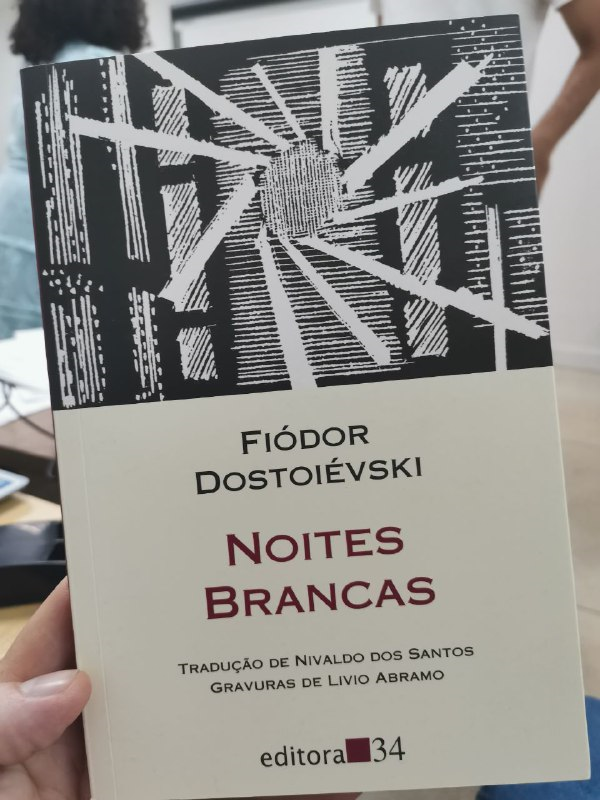 FIÓDOR
DOSTOIÉVSKI
NOITES
BRANCAS
TRADUÇÃO DE NIVALDO DOS SANTOS
GRAVURAS DE LIVIO ABRAMO
editora 34